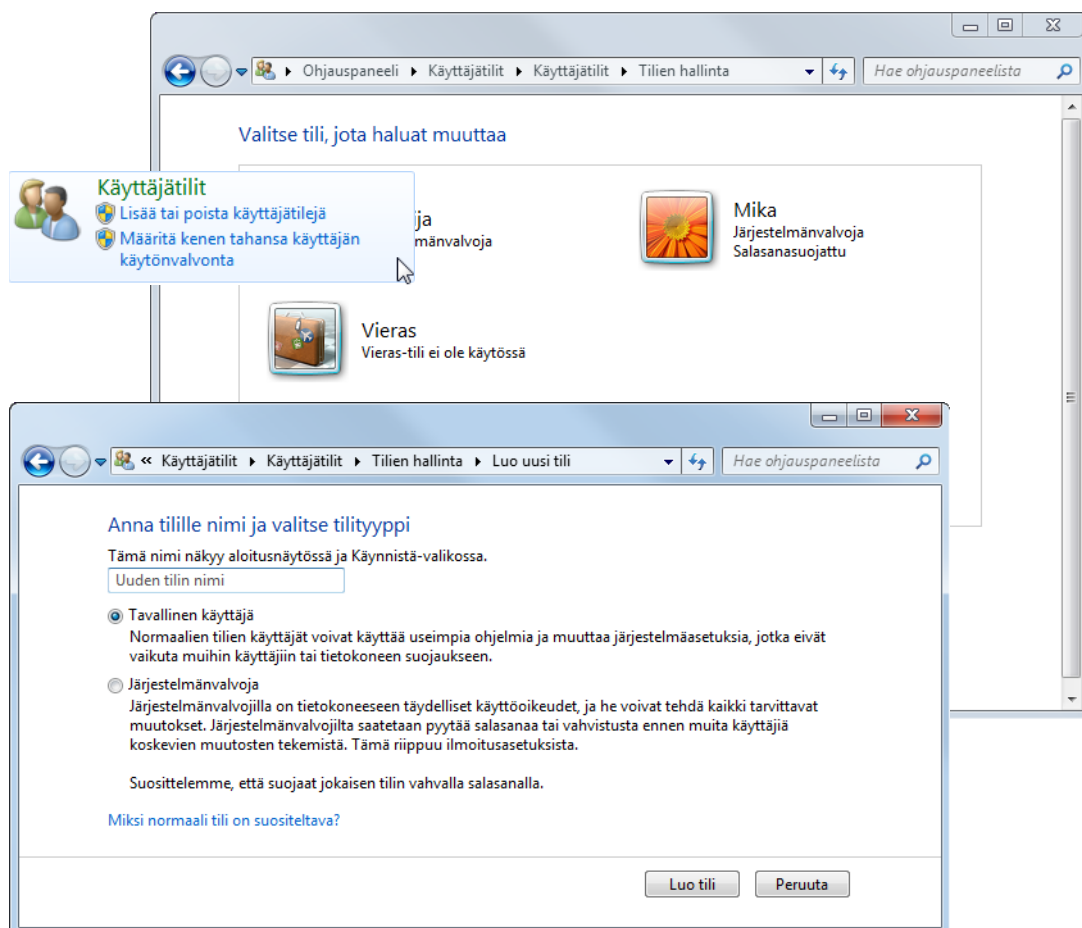 Ohjauspaneeli Käyttäjätilit Käyttäjätilit Tilien hallinta
Hae ohjauspaneelista
Valitse tili, jota haluat muuttaa
Käyttäjätilit
Lisää tai poista käyttäjätilejä
Määritä kenen tahansa käyttäjän
käytönvalvonta
ija
mänvalvoja
Mika
Järjestelmänvalvoja
Salasanasuojattu
Vieras
Vieras-tili ei ole käytössä
« Käyttäjätilit Käyttäjätilit Tilien hallinta Luo uusi tili
Hae ohjauspaneelista
Anna tilille nimi ja valitse tilityyppi
Tämä nimi näkyy aloitusnäytössä ja Käynnistä-valikossa.
Uuden tilin nimi
Tavallinen käyttäjä
Normaalien tilien käyttäjät voivat käyttää useimpia ohjelmia ja muuttaa järjestelmäasetuksia, jotka eivät
vaikuta muihin käyttäjiin tai tietokoneen suojaukseen.
Järjestelmänvalvoja
Järjestelmänvalvojilla on tietokoneeseen täydelliset käyttöoikeudet, ja he voivat tehdä kaikki tarvittavat
muutokset. Järjestelmänvalvojilta saatetaan pyytää salasanaa tai vahvistusta ennen muita käyttäjiä
koskevien muutosten tekemistä. Tämä riippuu ilmoitusasetuksista.
Suosittelemme, että suojaat jokaisen tilin vahvalla salasanalla.
Miksi normaali tili on suositeltava?
Luo tili
Peruuta